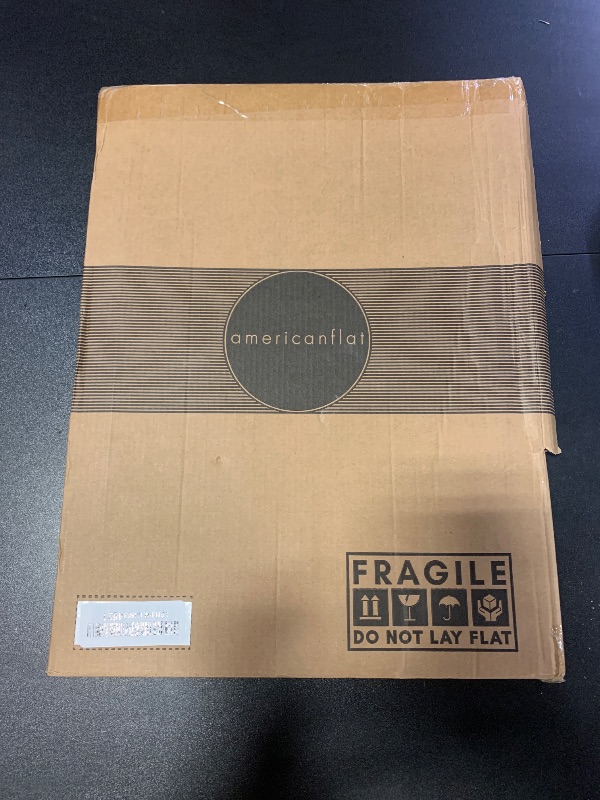 americanflat
FRAGILE
DO NOT LAY FLAT